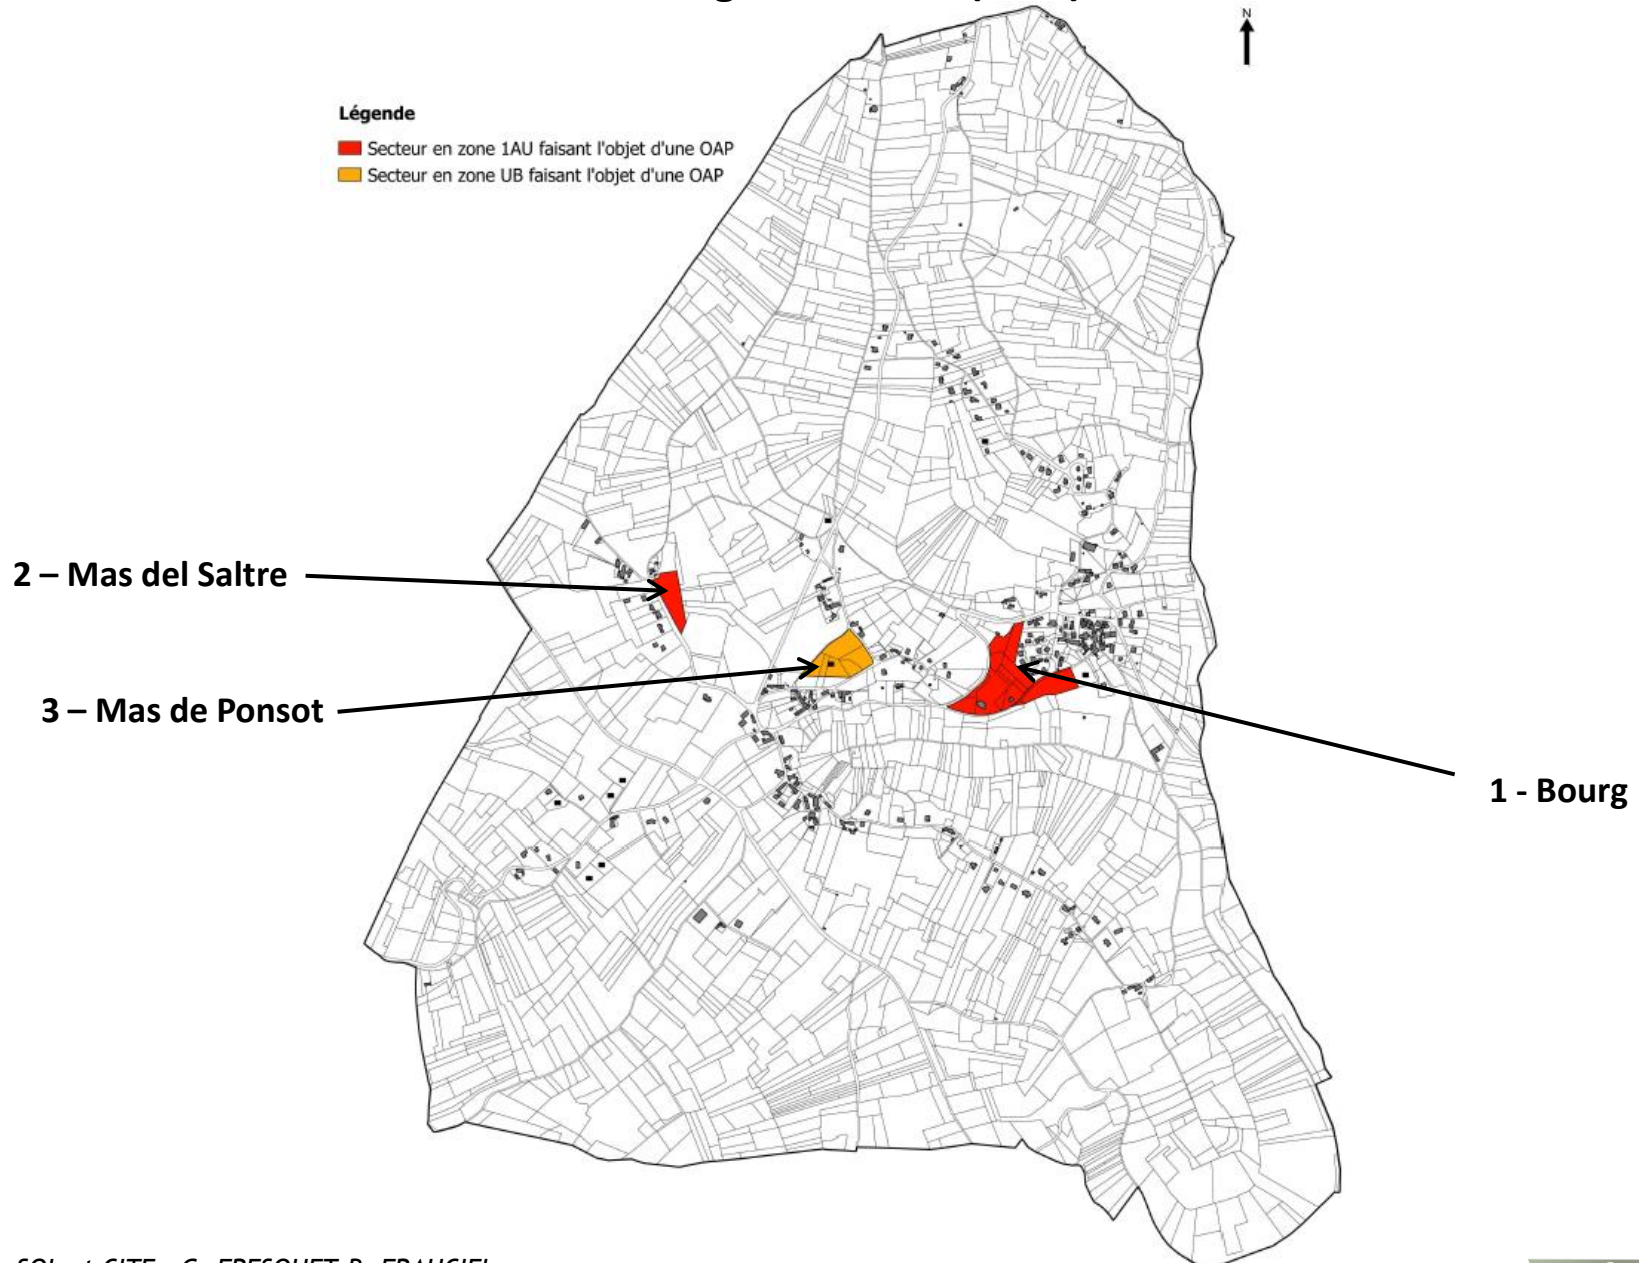 N
Légende
Secteur en zone 1AU faisant l'objet d'une OAP
Secteur en zone UB faisant l'objet d'une OAP
2 – Mas del Saltre
3 – Mas de Ponsot
1 - Bourg